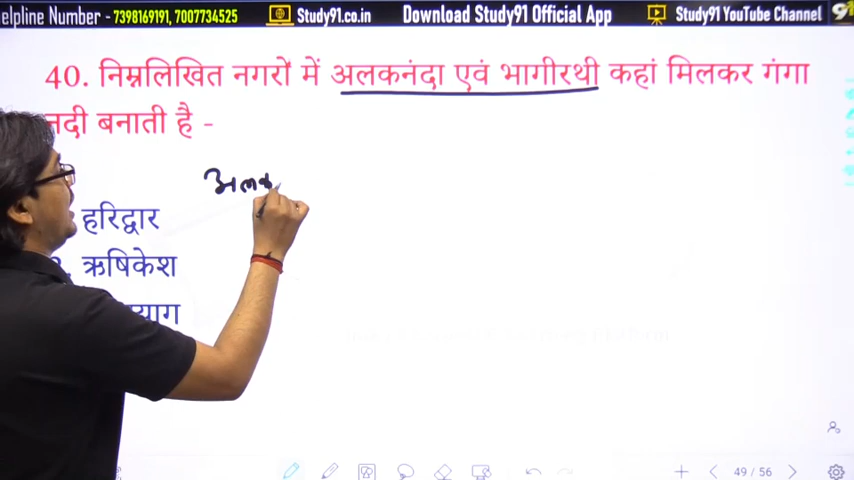 elpline Number - 7398169191, 7007734525 Study91.co.in Download Study91 Official App Study91 YouTube Channel 91
40. निम्नलिखित नगरों में अलकनंदा एवं भागीरथी कहां मिलकर गंगा
नदी बनाती है -
अलक
हरिद्वार
ऋषिकेश
याग
49 / 56